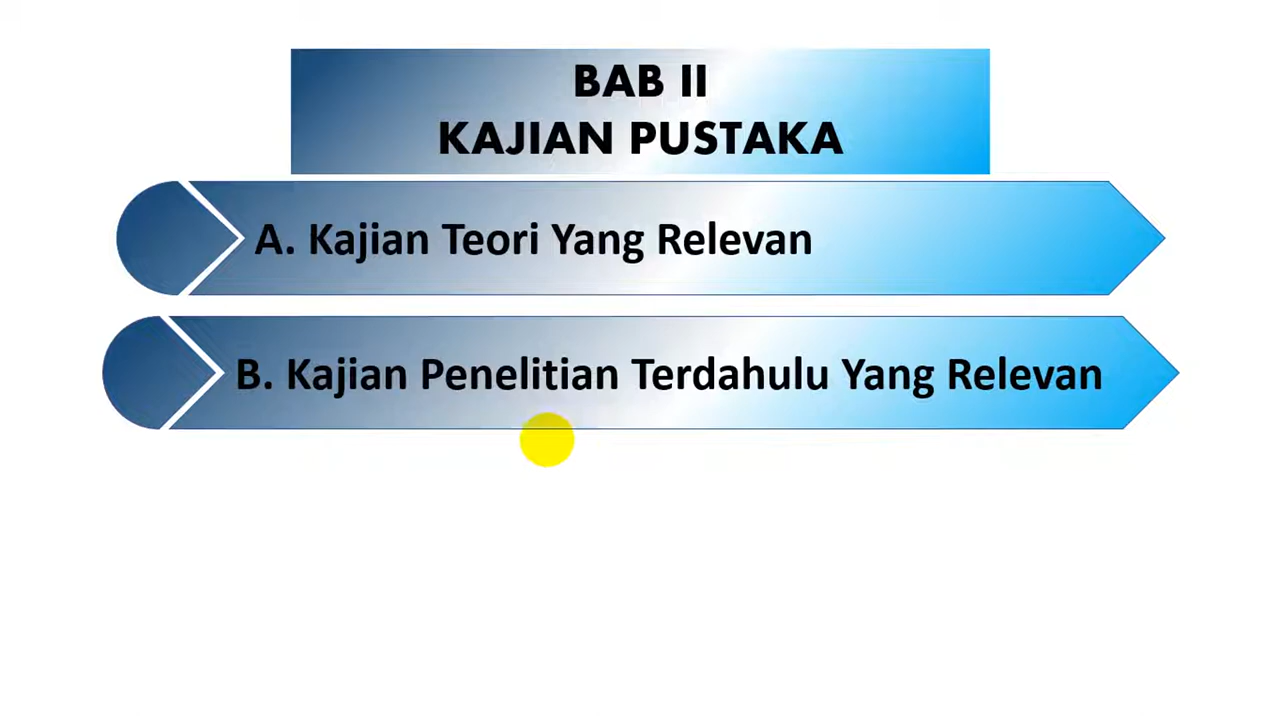 BAB II
KAJIAN PUSTAKA
A. Kajian Teori Yang Relevan
B. Kajian Penelitian Terdahulu Yang Relevan